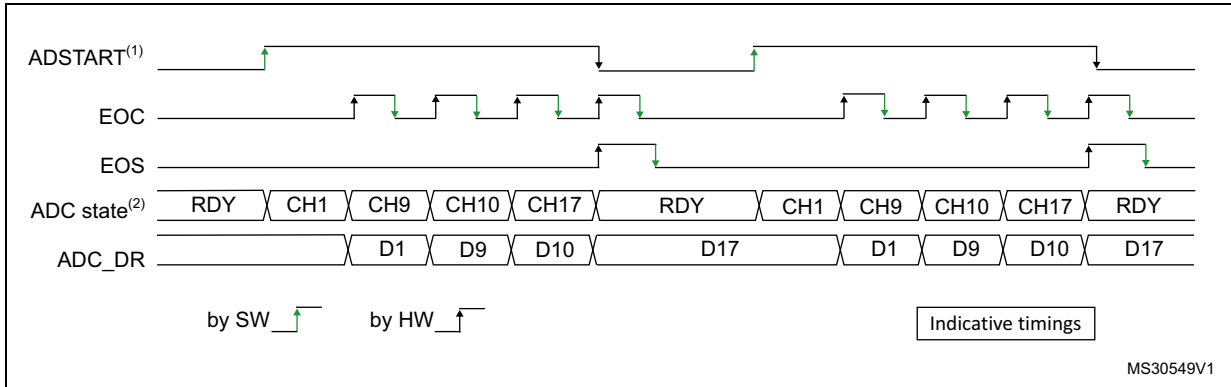 ADSTART(1)
EOC
EOS
ADC state(2) RDY CH1 CH9 CH10 CH17 RDY CH1 CH9 CH10 CH17 RDY
ADC_DR D1 D9 D10 D17 D1 D9 D10 D17
by SW by HW Indicative timings
MS30549V1